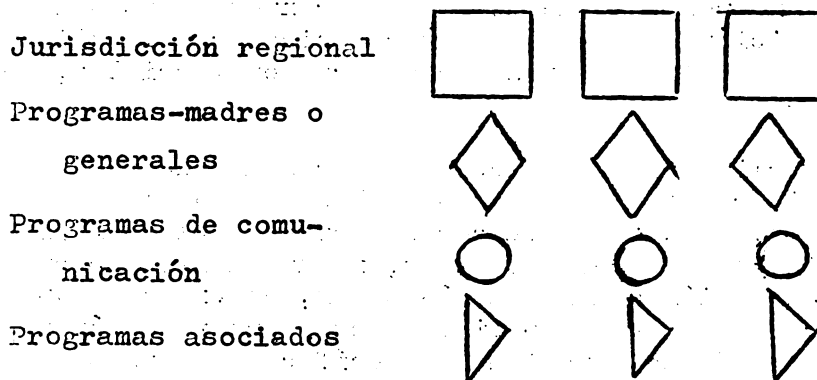 Jurisdicción regional
Programas-madres o
generales
Programas de comu-
nicación
Programas asociados